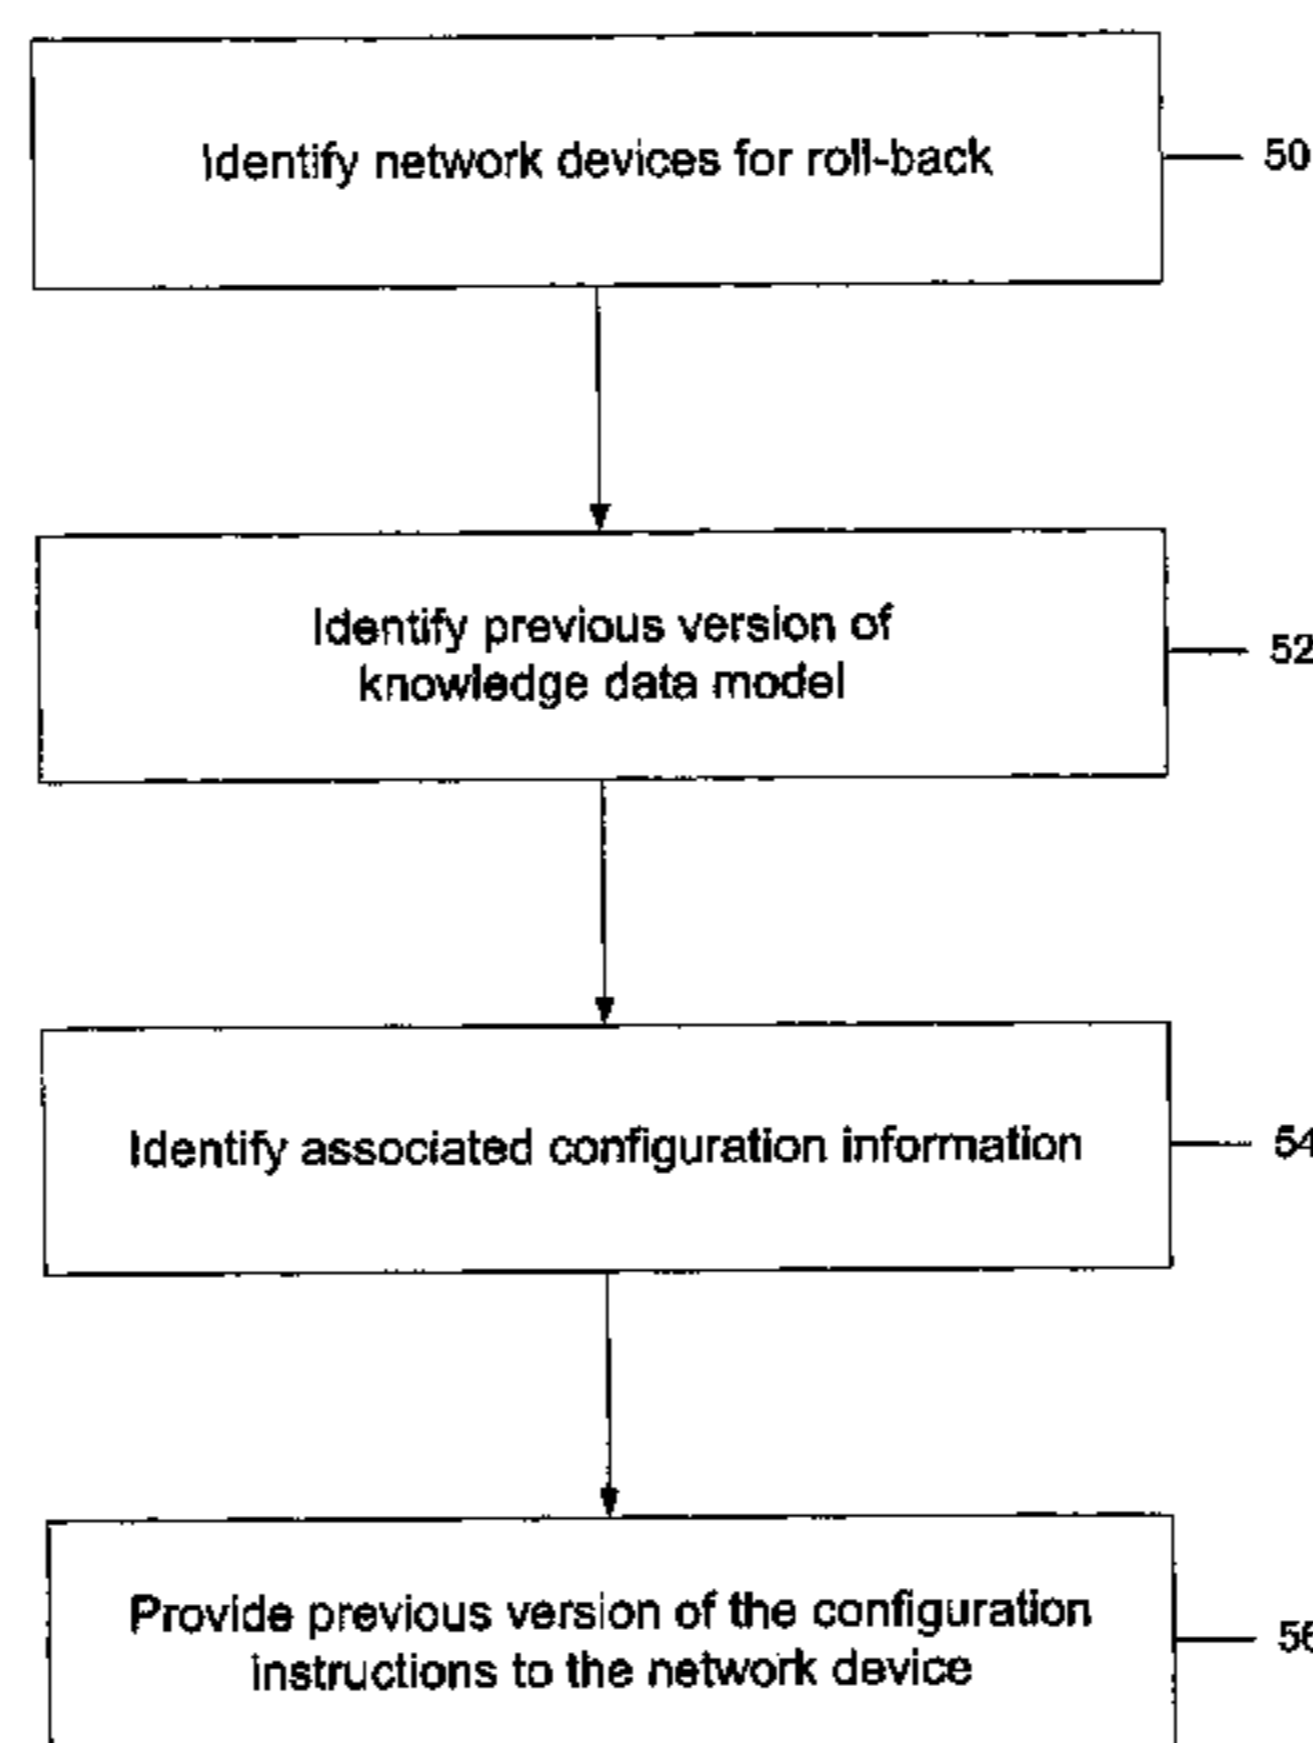 Identify network devices for roll-back
50
Identify previous version of
knowledge data model
52
Identify associated configuration information
54
Provide previous version of the configuration
instructions to the network device
56